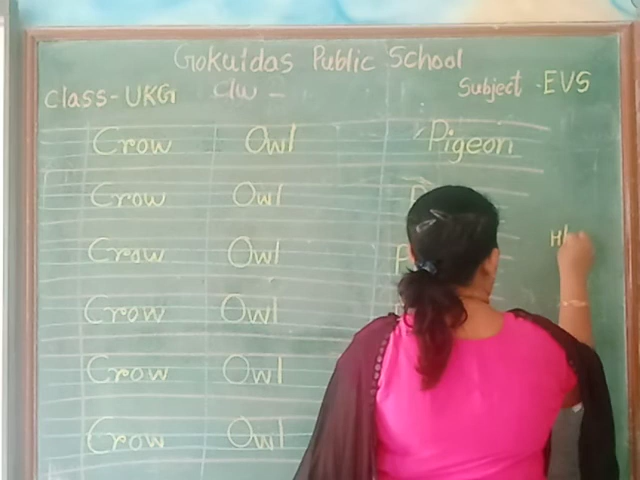 Gokuldas Public School
Class-UKG CW - Subject - EVS
Crow Owl Pigeon
Crow Owl
Crow Owl
Crow Owl
Crow Owl
Crow Owl